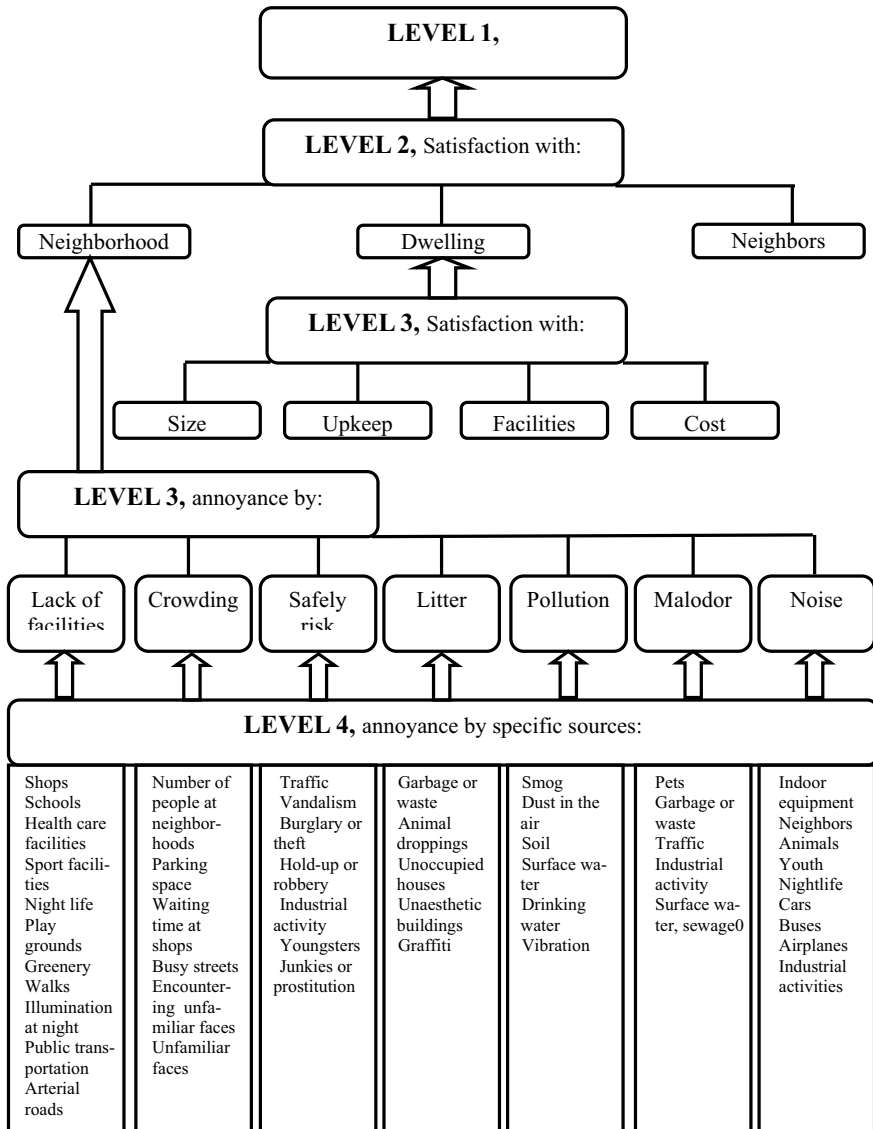 LEVEL 1,
LEVEL 2, Satisfaction with:
Neighborhood
Dwelling
Neighbors
LEVEL 3, Satisfaction with:
Size
Upkeep
Facilities
Cost
LEVEL 3, annoyance by:
Lack of
facilities
Crowding
Safely
risk
Litter
Pollution
Malodor
Noise
LEVEL 4, annoyance by specific sources:
Shops
Schools
Health care
facilities
Sport facili-
ties
Night life
Play
grounds
Greenery
Walks
Illumination
at night
Public trans-
portation
Arterial
roads
Number of
people at
neighbor-
hoods
Parking
space
Waiting
time at
shops
Busy streets
Encounter-
ing unfa-
miliar faces
Unfamiliar
faces
Traffic
Vandalism
Burglary or
theft
Hold-up or
robbery
Industrial
activity
Youngsters
Junkies or
prostitution
Garbage or
waste
Animal
droppings
Unoccupied
houses
Unaesthetic
buildings
Graffiti
Smog
Dust in the
air
Soil
Surface wa-
ter
Drinking
water
Vibration
Pets
Garbage or
waste
Traffic
Industrial
activity
Surface wa-
ter, sewage0
Indoor
equipment
Neighbors
Animals
Youth
Nightlife
Cars
Buses
Airplanes
Industrial
activities